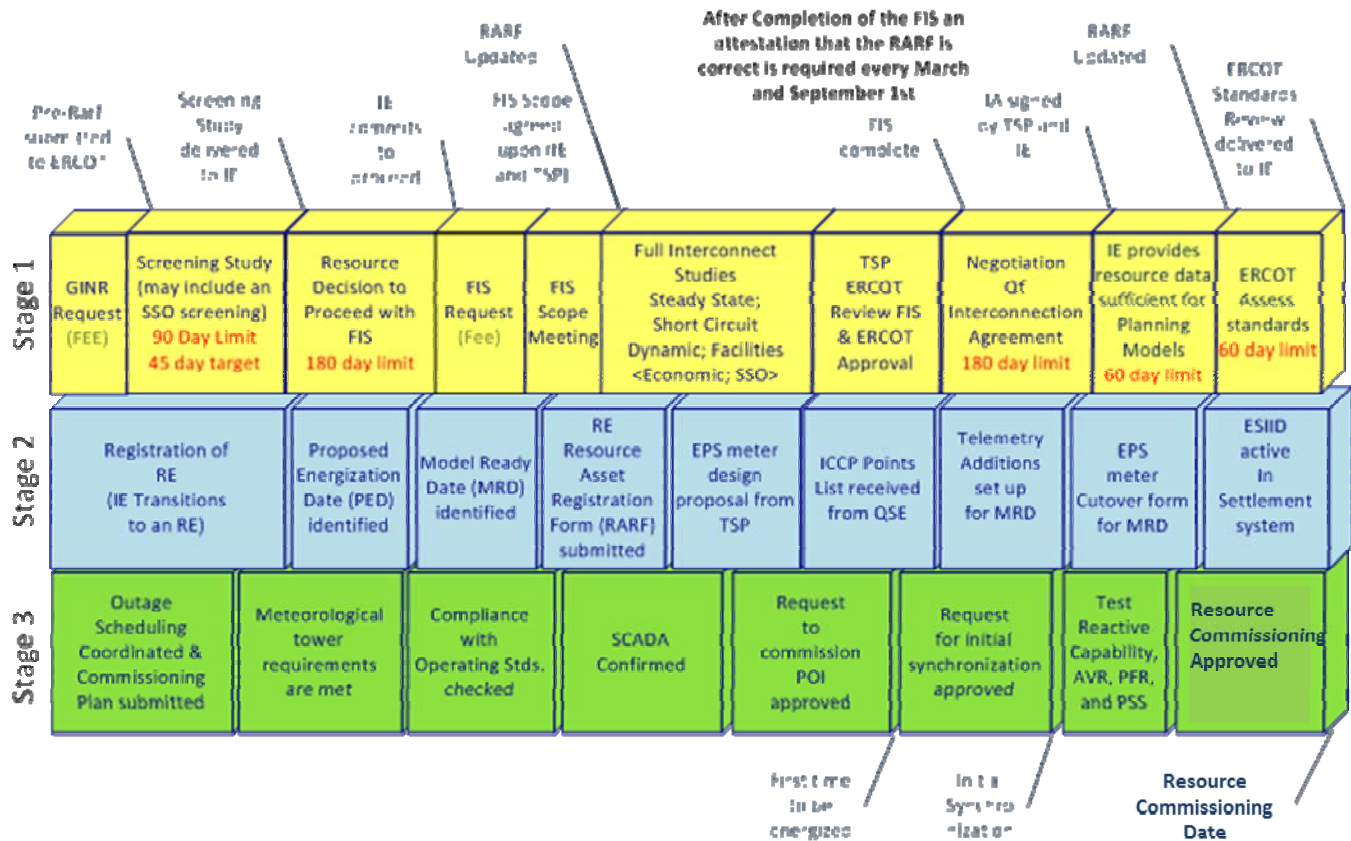 After Completion of the FIS an
attestation that the RARF is
correct is required every March
and September 1st
RARF
Updated
RARF
Updated
ERCOT
Standards
Review
delivered
to IE
Pre-Rarf
submitted
to ERCOT
Screening
Study
delivered
to IE
IE
commits
to
proceed
FIS Scope
agreed
upon (IE
and TSP)
FIS
complete
IA signed
by TSP and
IE
Stage 1
GINR
Request
(FEE)
Screening Study
(may include an
SSO screening)
90 Day Limit
45 day target
Resource
Decision to
Proceed with
FIS
180 day limit
FIS
Request
(Fee)
FIS
Scope
Meeting
Full Interconnect
Studies
Steady State;
Short Circuit
Dynamic; Facilities
<Economic; SSO>
TSP
ERCOT
Review FIS
& ERCOT
Approval
Negotiation
Of
Interconnection
Agreement
180 day limit
IE provides
resource data
sufficient for
Planning
Models
60 day limit
ERCOT
Assess
standards
60 day limit
Stage 2
Registration of
RE
(IE Transitions
to an RE)
Proposed
Energization
Date (PED)
identified
Model Ready
Date (MRD)
identified
RE
Resource
Asset
Registration
Form (RARF)
submitted
EPS meter
design
proposal from
TSP
ICCP Points
List received
from QSE
Telemetry
Additions
set up
for MRD
EPS
meter
Cutover form
for MRD
ESIID
active
In
Settlement
system
Stage 3
Outage
Scheduling
Coordinated &
Commissioning
Plan submitted
Meteorological
tower
requirements
are met
Compliance
with
Operating Stds.
checked
SCADA
Confirmed
Request
to
commission
POI
approved
Request
for initial
synchronization
approved
Test
Reactive
Capability,
AVR, PFR,
and PSS
Resource
Commissioning
Approved
First time
to be
energized
Initial
Synchro
nization
Resource
Commissioning
Date